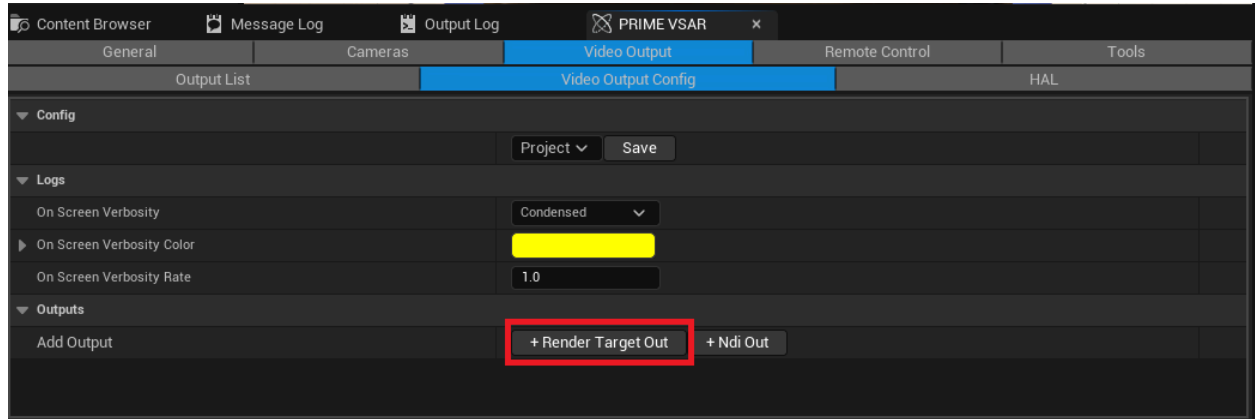 Content Browser Message Log Output Log PRIME VSAR ×
General Cameras Video Output Remote Control Tools
Output List Video Output Config HAL
Config
Project Save
Logs
On Screen Verbosity Condensed
On Screen Verbosity Color
On Screen Verbosity Rate 1.0
Outputs
Add Output + Render Target Out + Ndi Out